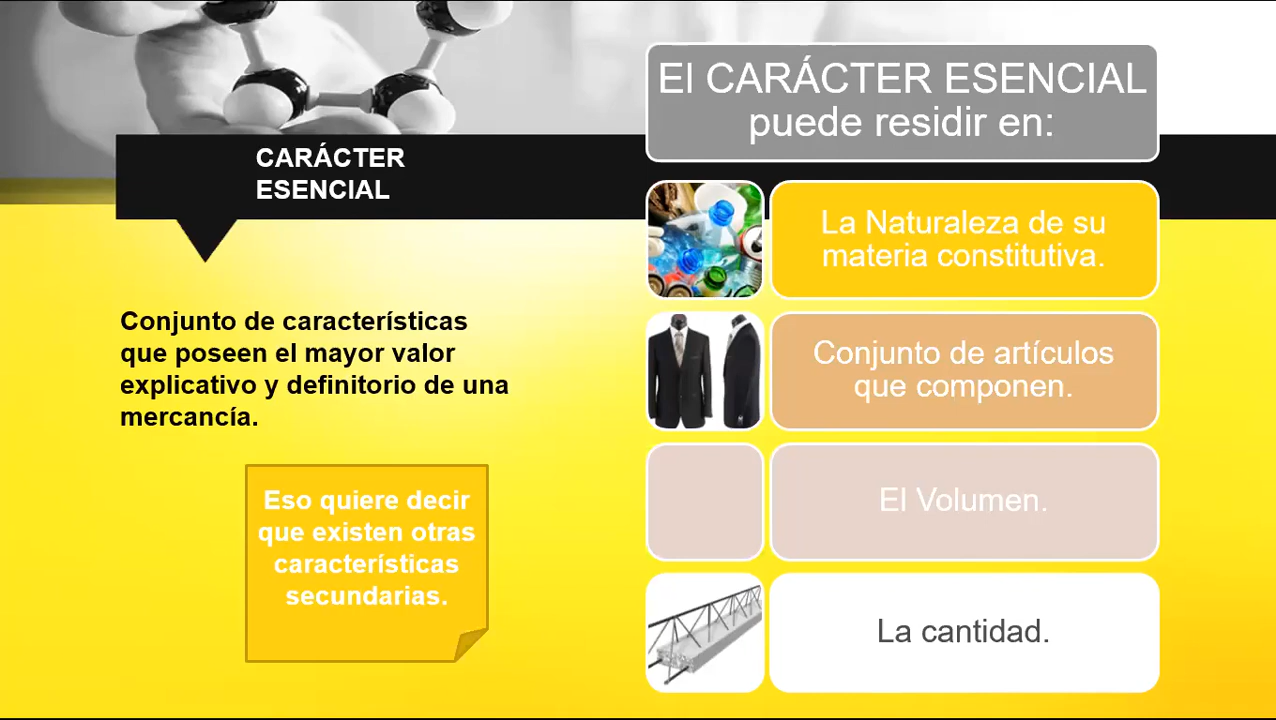 CARÁCTER
ESENCIAL
Conjunto de características
que poseen el mayor valor
explicativo y definitorio de una
mercancía.
Eso quiere decir
que existen otras
características
secundarias.
El CARÁCTER ESENCIAL
puede residir en:
La Naturaleza de su
materia constitutiva.
Conjunto de artículos
que componen.
El Volumen.
La cantidad.